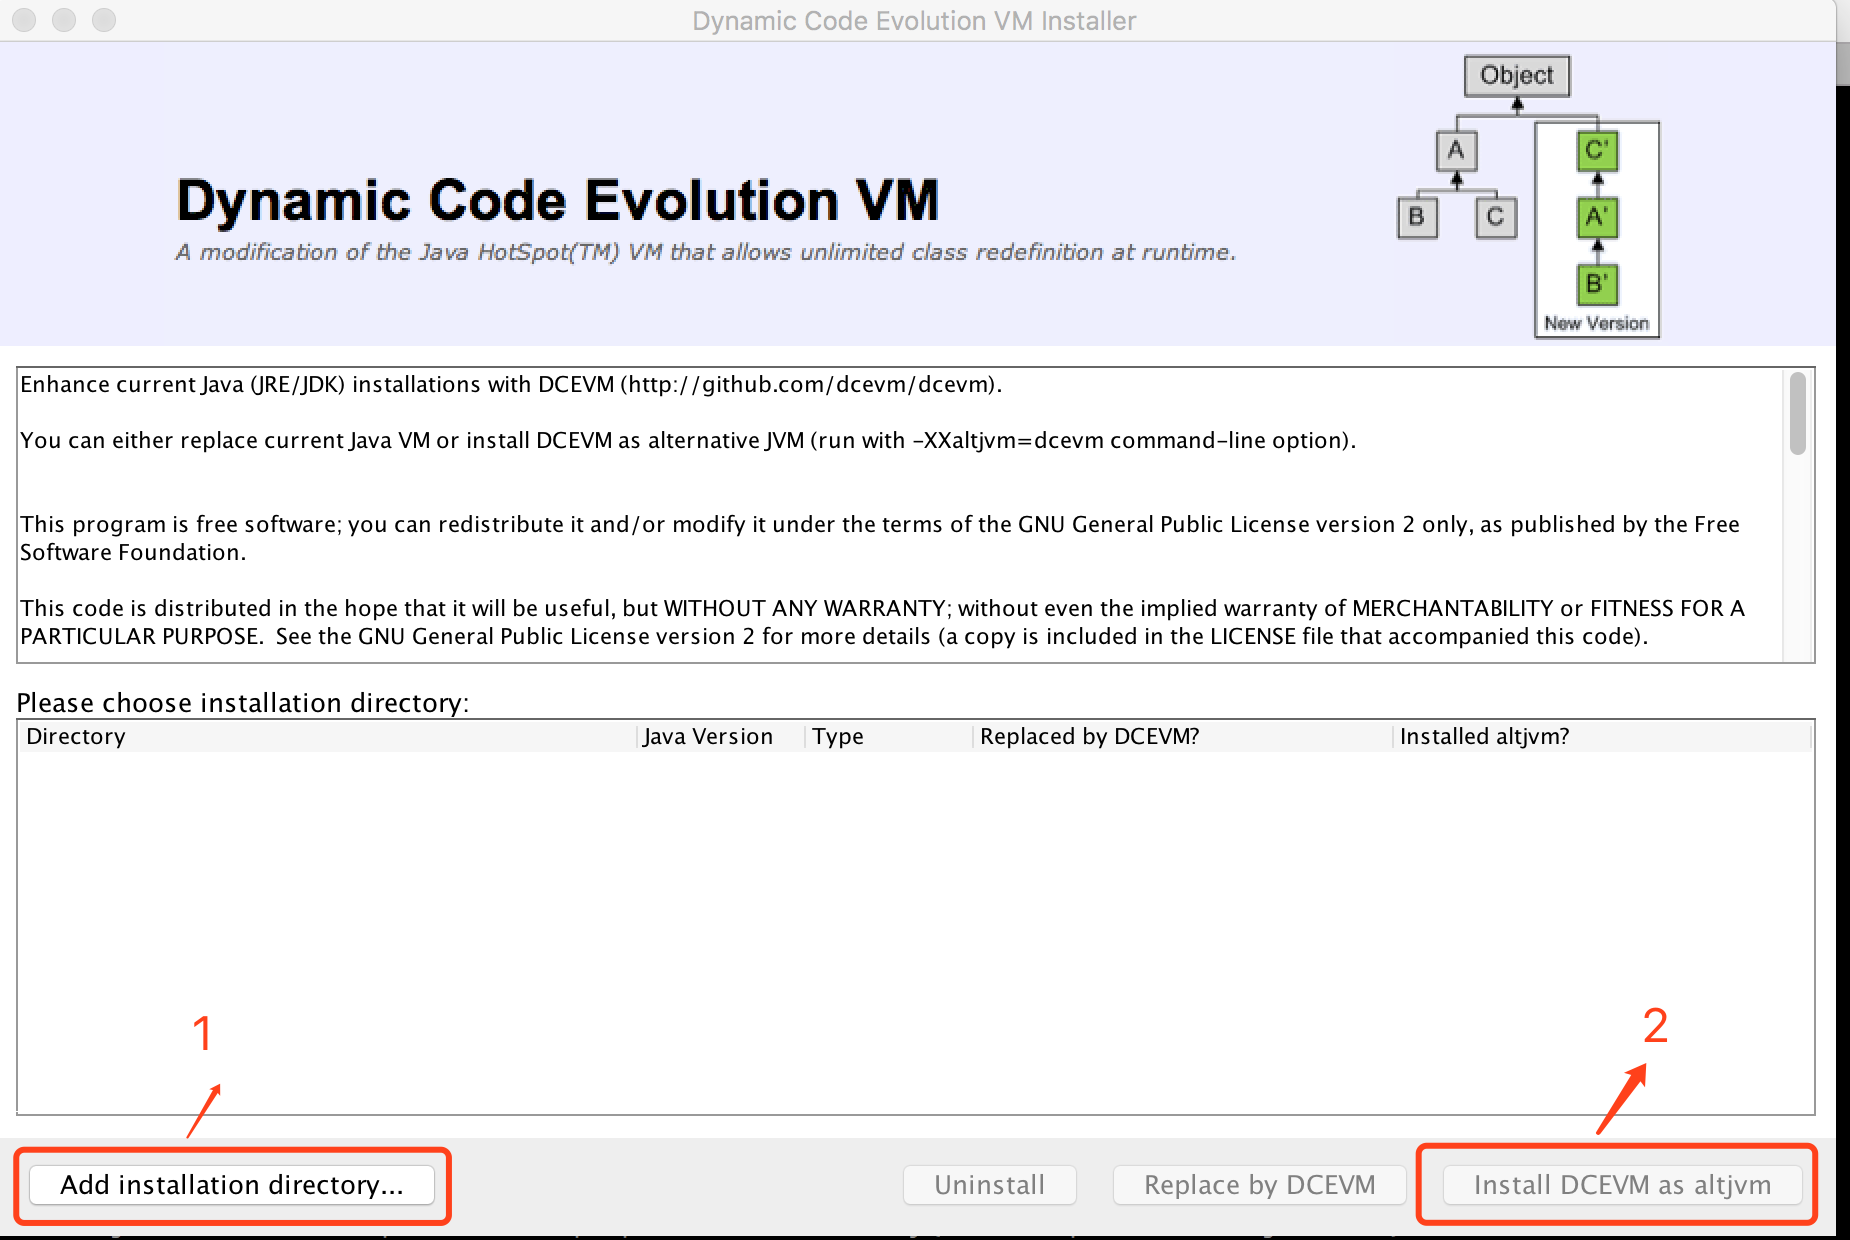 Dynamic Code Evolution VM Installer
Object
A
C'
B
C
A'
B'
New Version
Dynamic Code Evolution VM
A modification of the Java HotSpot(TM) VM that allows unlimited class redefinition at runtime.
Enhance current Java (JRE/JDK) installations with DCEVM (http://github.com/dcevm/dcevm).
You can either replace current Java VM or install DCEVM as alternative JVM (run with -XXaltjvm=dcevm command-line option).
This program is free software; you can redistribute it and/or modify it under the terms of the GNU General Public License version 2 only, as published by the Free
Software Foundation.
This code is distributed in the hope that it will be useful, but WITHOUT ANY WARRANTY; without even the implied warranty of MERCHANTABILITY or FITNESS FOR A
PARTICULAR PURPOSE.  See the GNU General Public License version 2 for more details (a copy is included in the LICENSE file that accompanied this code).
Please choose installation directory:
Directory Java Version Type Replaced by DCEVM? Installed altjvm?
1
2
Add installation directory... Uninstall Replace by DCEVM Install DCEVM as altjvm